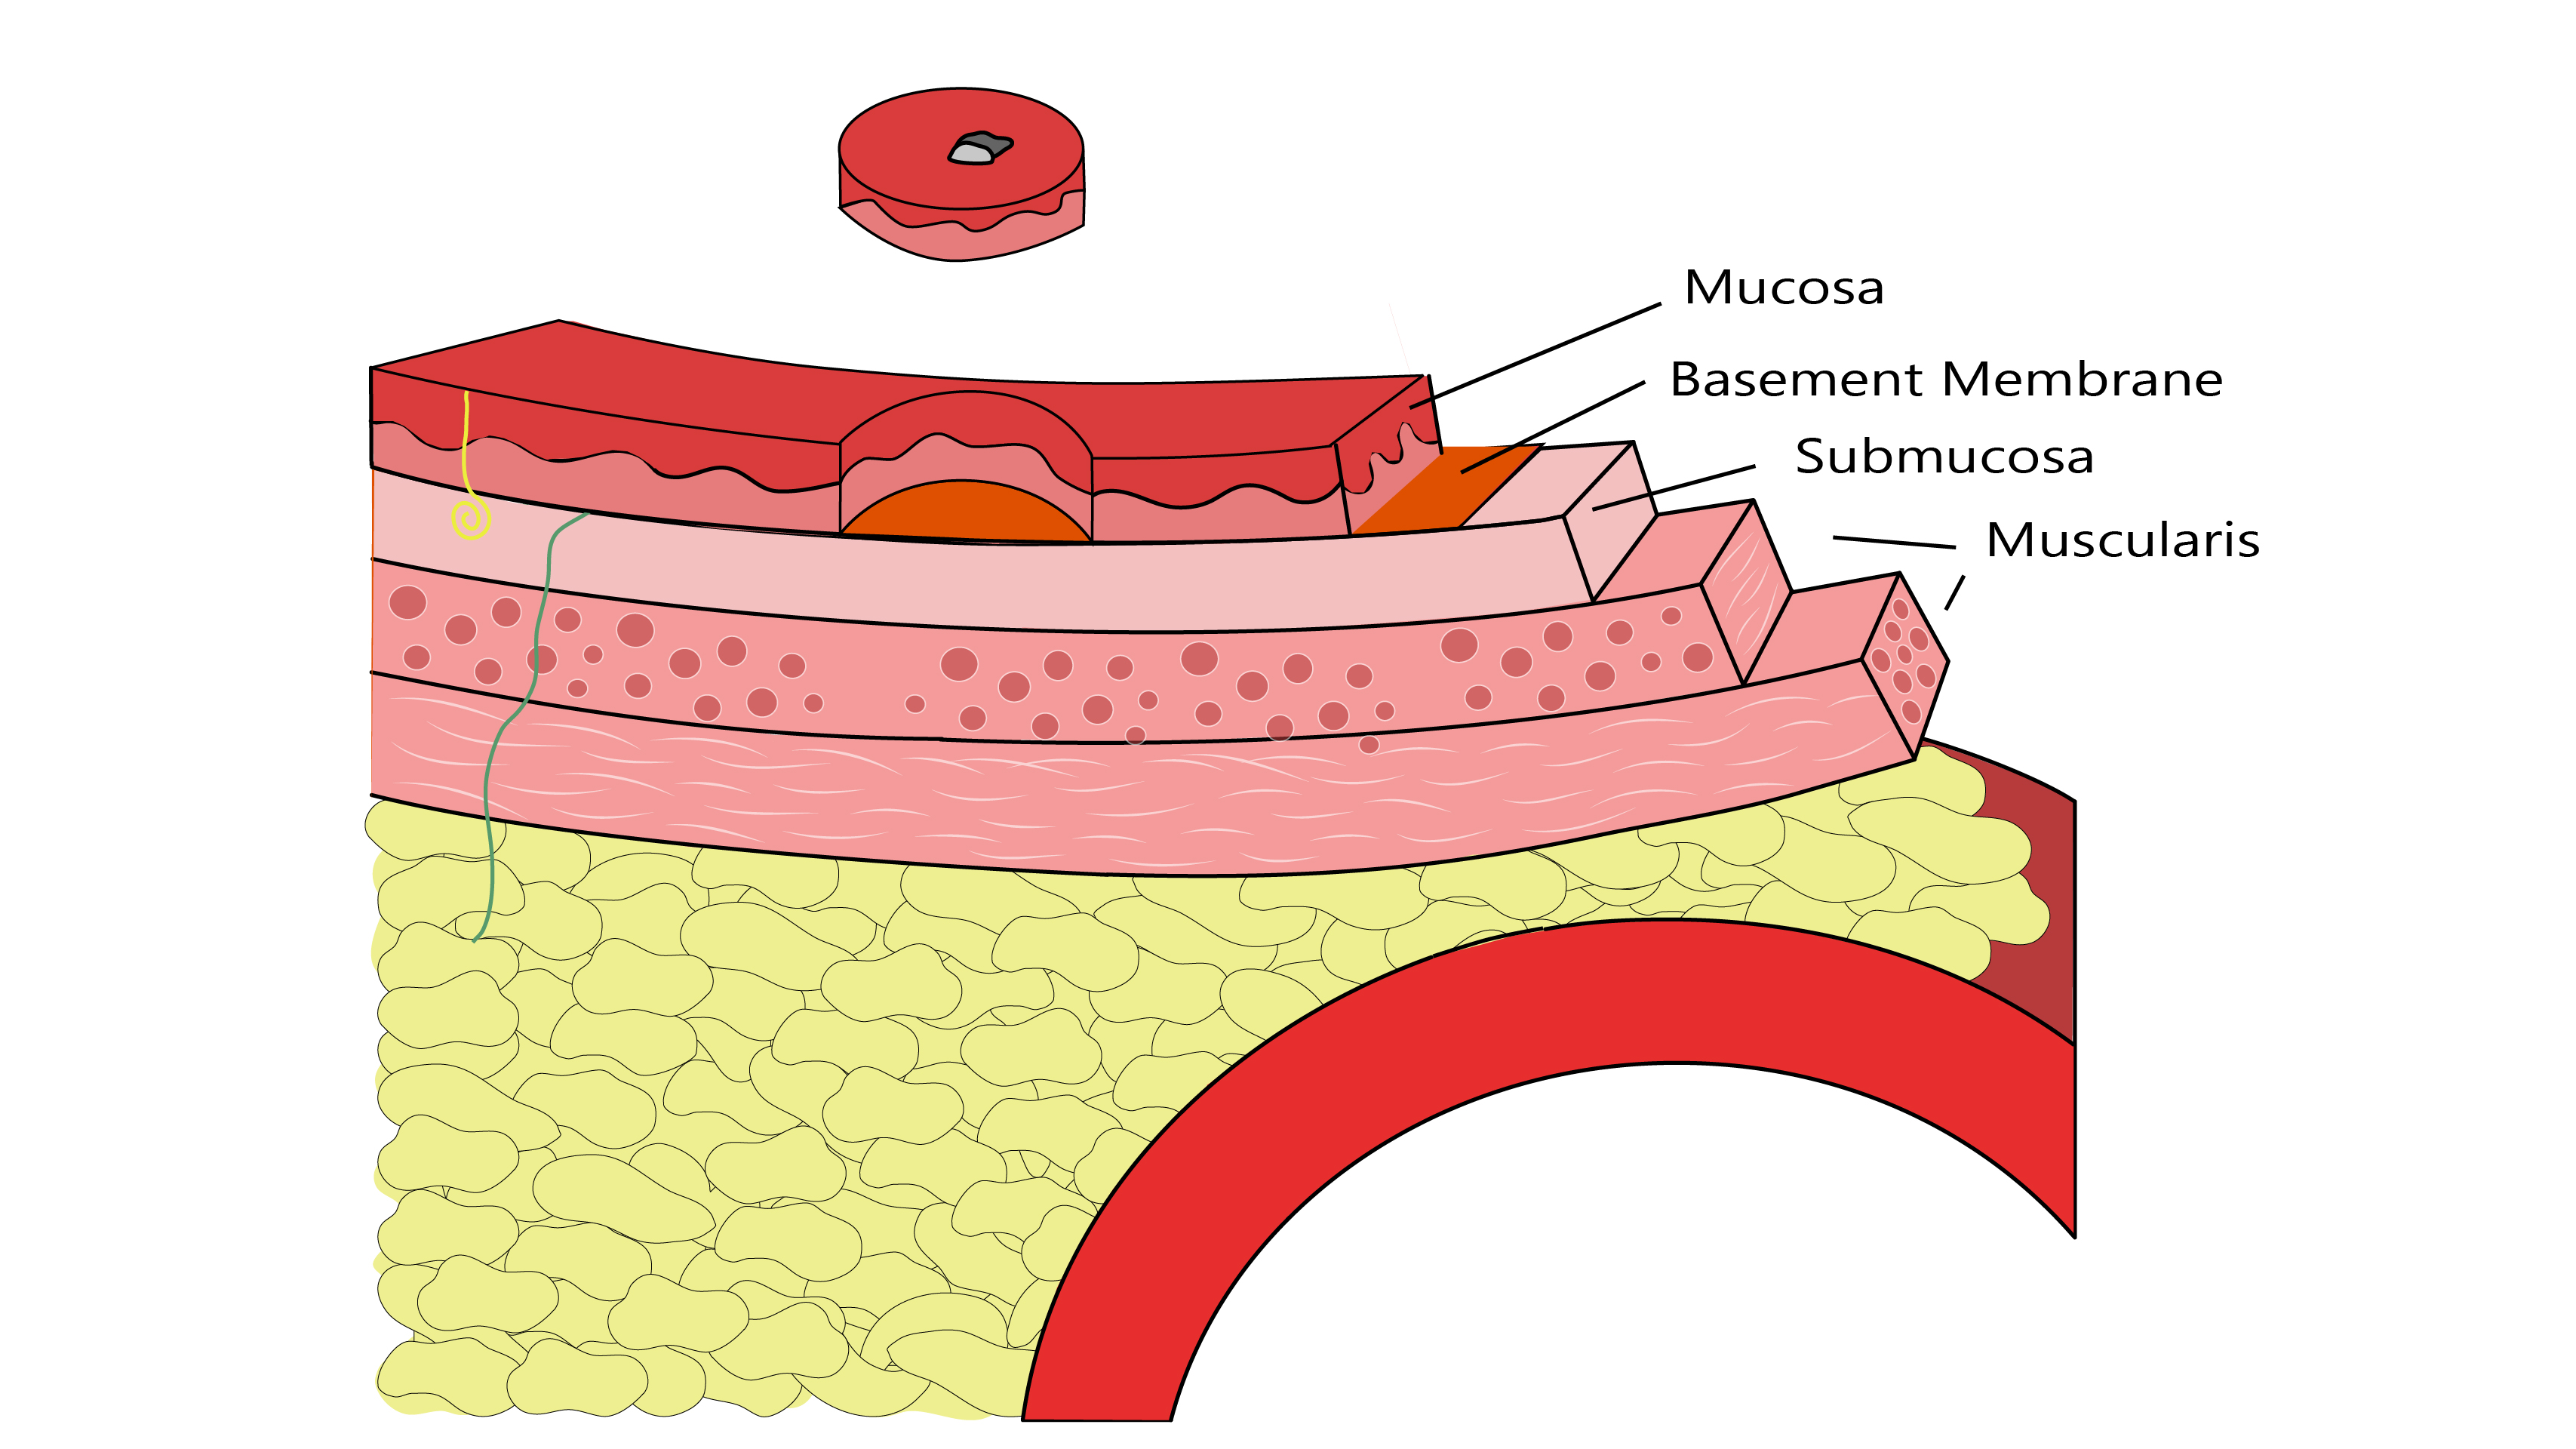 Mucosa
Basement Membrane
Submucosa
Muscularis